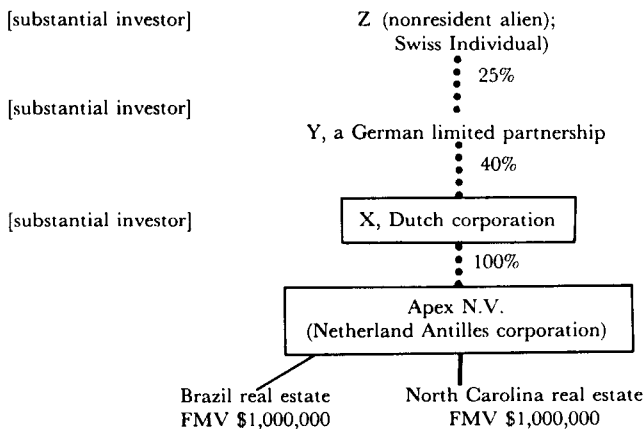 [substantial investor]
Z (nonresident alien);
Swiss Individual)
25%
[substantial investor]
Y, a German limited partnership
40%
[substantial investor]
X, Dutch corporation
100%
Apex N.V.
(Netherland Antilles corporation)
Brazil real estate
FMV $1,000,000
North Carolina real estate
FMV $1,000,000